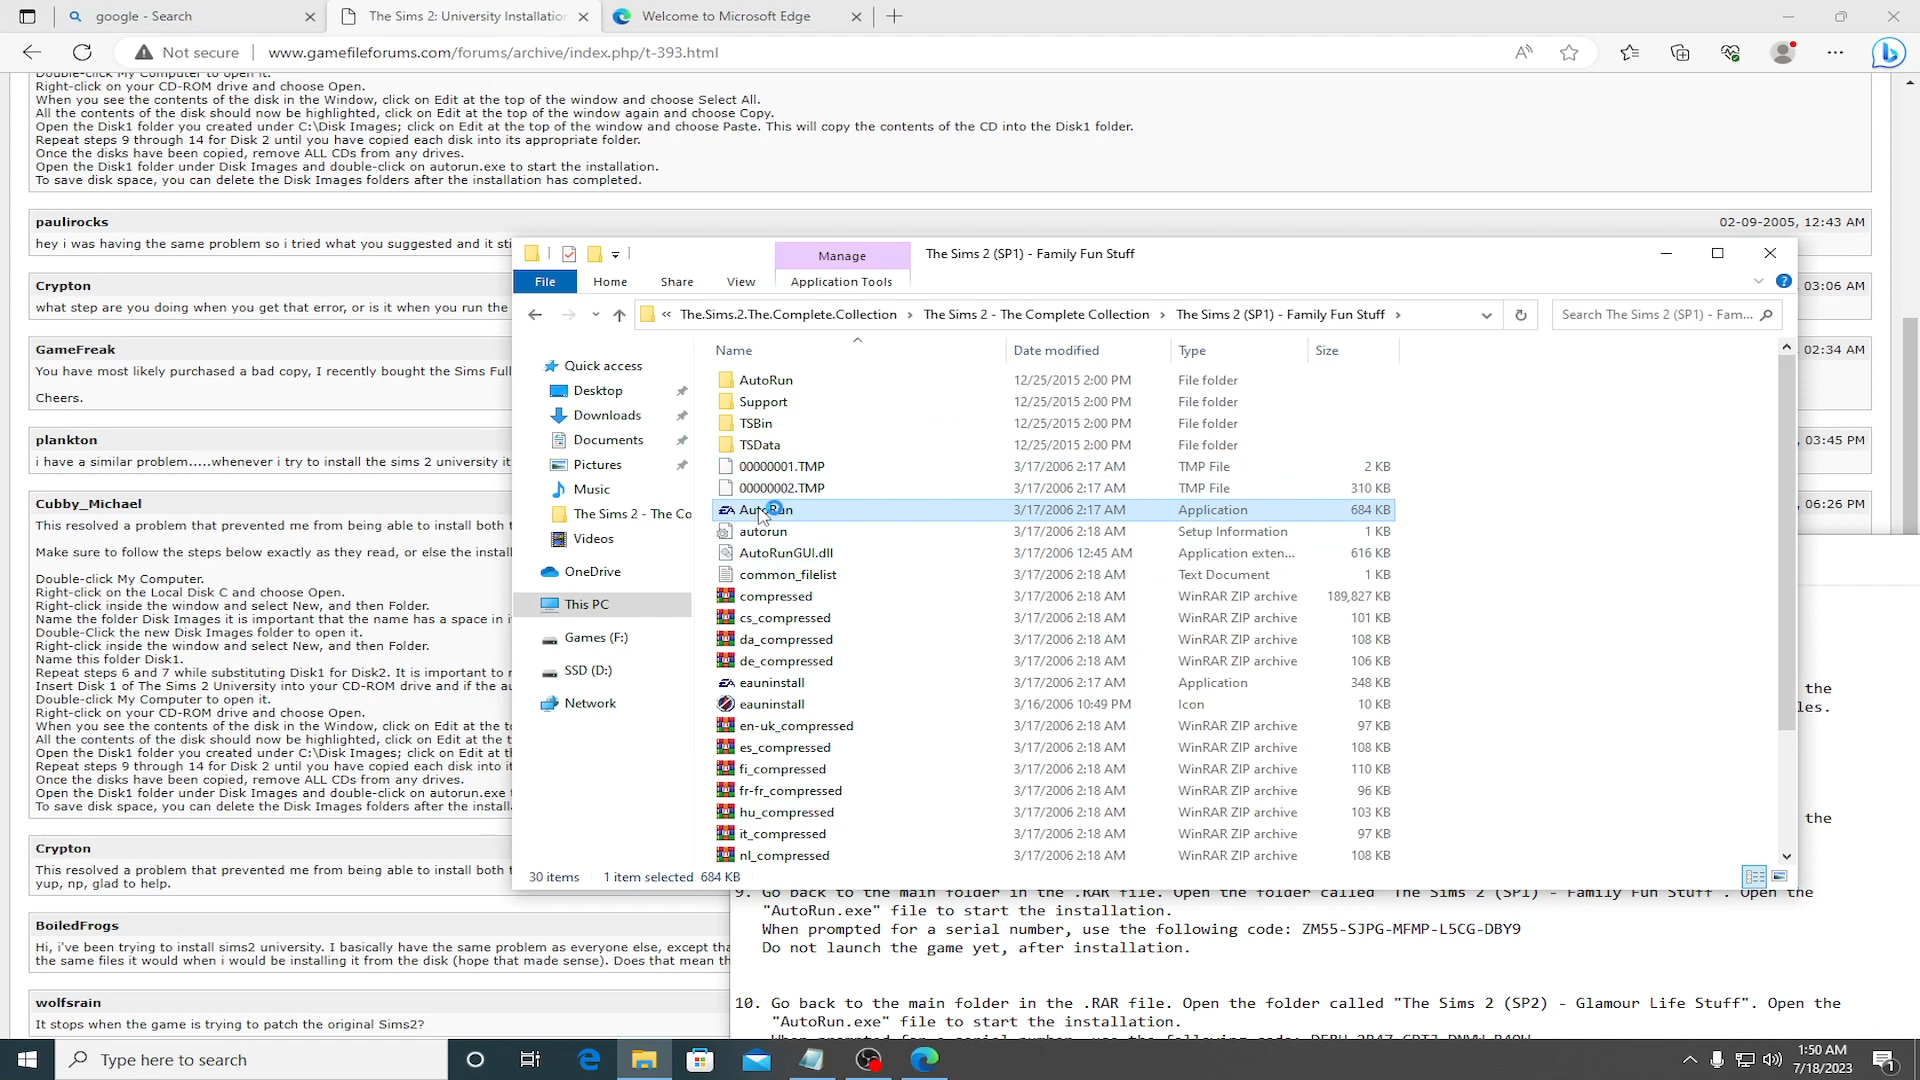 google - Search
The Sims 2: University Installatio
Welcome to Microsoft Edge
Not secure
www.gamefileforums.com/forums/archive/index.php/t-393.html
Double-click My Computer to open it.
Right-click on your CD-ROM drive and choose Open.
When you see the contents of the disk in the Window, click on Edit at the top of the window and choose Select All.
All the contents of the disk should now be highlighted, click on Edit at the top of the window again and choose Copy.
Open the Disk1 folder you created under C:\Disk Images; click on Edit at the top of the window and choose Paste. This will copy the contents of the CD into the Disk1 folder.
Repeat steps 9 through 14 for Disk 2 until you have copied each disk into its appropriate folder.
Once the disks have been copied, remove ALL CDs from any drives.
Open the Disk1 folder under Disk Images and double-click on autorun.exe to start the installation.
To save disk space, you can delete the Disk Images folders after the installation has completed.
paulirocks 02-09-2005, 12:43 AM
hey i was having the same problem so i tried what you suggested and it sti
Crypton 03:06 AM
what step are you doing when you get that error, or is it when you run the
GameFreak 02:34 AM
You have most likely purchased a bad copy, I recently bought the Sims Full
Cheers.
plankton 03:45 PM
i have a similar problem.....whenever i try to install the sims 2 university it
Cubby_Michael 06:26 PM
This resolved a problem that prevented me from being able to install both t
Make sure to follow the steps below exactly as they read, or else the instal
Double-click My Computer.
Right-click on the Local Disk C and choose Open.
Right-click inside the window and select New, and then Folder.
Name the folder Disk Images it is important that the name has a space in i
Double-Click the new Disk Images folder to open it.
Right-click inside the window and select New, and then Folder.
Name this folder Disk1.
Repeat steps 6 and 7 while substituting Disk1 for Disk2. It is important to r
Insert Disk 1 of The Sims 2 University into your CD-ROM drive and if the au
Double-click My Computer to open it.
Right-click on your CD-ROM drive and choose Open.
When you see the contents of the disk in the Window, click on Edit at the to
All the contents of the disk should now be highlighted, click on Edit at the t
Open the Disk1 folder you created under C:\Disk Images; click on Edit at the
Repeat steps 9 through 14 for Disk 2 until you have copied each disk into it
Once the disks have been copied, remove ALL CDs from any drives.
Open the Disk1 folder under Disk Images and double-click on autorun.exe
To save disk space, you can delete the Disk Images folders after the install
Crypton
This resolved a problem that prevented me from being able to install both t
yup, np, glad to help.
BoiledFrogs
Hi, i've been trying to install sims2 university. I basically have the same problem as everyone else, except tha
the same files it would when i would be installing it from the disk (hope that made sense). Does that mean th
wolfsrain
It stops when the game is trying to patch the original Sims2?
Manage
The Sims 2 (SP1) - Family Fun Stuff
File Home Share View Application Tools
« The.Sims.2.The.Complete.Collection > The Sims 2 - The Complete Collection > The Sims 2 (SP1) - Family Fun Stuff >
Search The Sims 2 (SP1) - Fam...
Quick access
Desktop
Downloads
Documents
Pictures
Music
The Sims 2 - The Co
Videos
OneDrive
This PC
Games (F:)
SSD (D:)
Network
Name Date modified Type Size
AutoRun 12/25/2015 2:00 PM File folder
Support 12/25/2015 2:00 PM File folder
TSBin 12/25/2015 2:00 PM File folder
TSData 12/25/2015 2:00 PM File folder
00000001.TMP 3/17/2006 2:17 AM TMP File 2 KB
00000002.TMP 3/17/2006 2:17 AM TMP File 310 KB
AutoRun 3/17/2006 2:17 AM Application 684 KB
autorun 3/17/2006 2:18 AM Setup Information 1 KB
AutoRunGUI.dll 3/17/2006 12:45 AM Application exten... 616 KB
common_filelist 3/17/2006 2:18 AM Text Document 1 KB
compressed 3/17/2006 2:18 AM WinRAR ZIP archive 189,827 KB
cs_compressed 3/17/2006 2:18 AM WinRAR ZIP archive 101 KB
da_compressed 3/17/2006 2:18 AM WinRAR ZIP archive 108 KB
de_compressed 3/17/2006 2:18 AM WinRAR ZIP archive 106 KB
eauninstall 3/17/2006 2:17 AM Application 348 KB
eauninstall 3/16/2006 10:49 PM Icon 10 KB
en-uk_compressed 3/17/2006 2:18 AM WinRAR ZIP archive 97 KB
es_compressed 3/17/2006 2:18 AM WinRAR ZIP archive 108 KB
fi_compressed 3/17/2006 2:18 AM WinRAR ZIP archive 110 KB
fr-fr_compressed 3/17/2006 2:18 AM WinRAR ZIP archive 96 KB
hu_compressed 3/17/2006 2:18 AM WinRAR ZIP archive 103 KB
it_compressed 3/17/2006 2:18 AM WinRAR ZIP archive 97 KB
nl_compressed 3/17/2006 2:18 AM WinRAR ZIP archive 108 KB
30 items 1 item selected 684 KB
the
les.
the
9. Go back to the main folder in the .RAR file. Open the folder called "The Sims 2 (SP1) - Family Fun Stuff". Open the
"AutoRun.exe" file to start the installation.
When prompted for a serial number, use the following code: ZM55-SJPG-MFMP-L5CG-DBY9
Do not launch the game yet, after installation.
10. Go back to the main folder in the .RAR file. Open the folder called "The Sims 2 (SP2) - Glamour Life Stuff". Open the
"AutoRun.exe" file to start the installation.
When prompted for a serial number, use the following code:
Type here to search
1:50 AM
7/18/2023
1